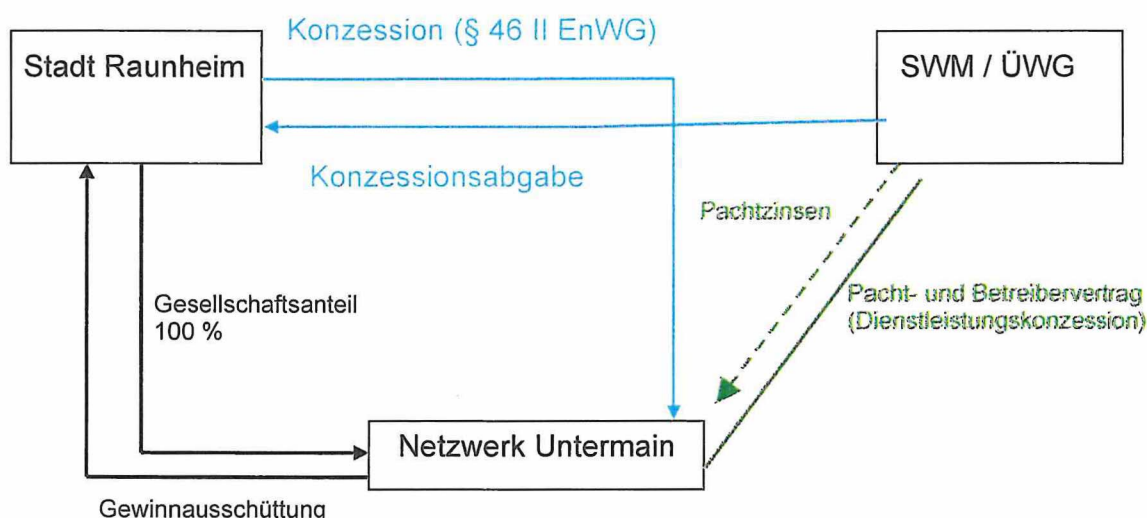 Konzession (§ 46 II EnWG)
Stadt Raunheim
SWM / ÜWG
Konzessionsabgabe
Pachtzinsen
Gesellschaftsanteil
100 %
Pacht- und Betreibervertrag
(Dienstleistungskonzession)
Netzwerk Untermain
Gewinnausschüttung